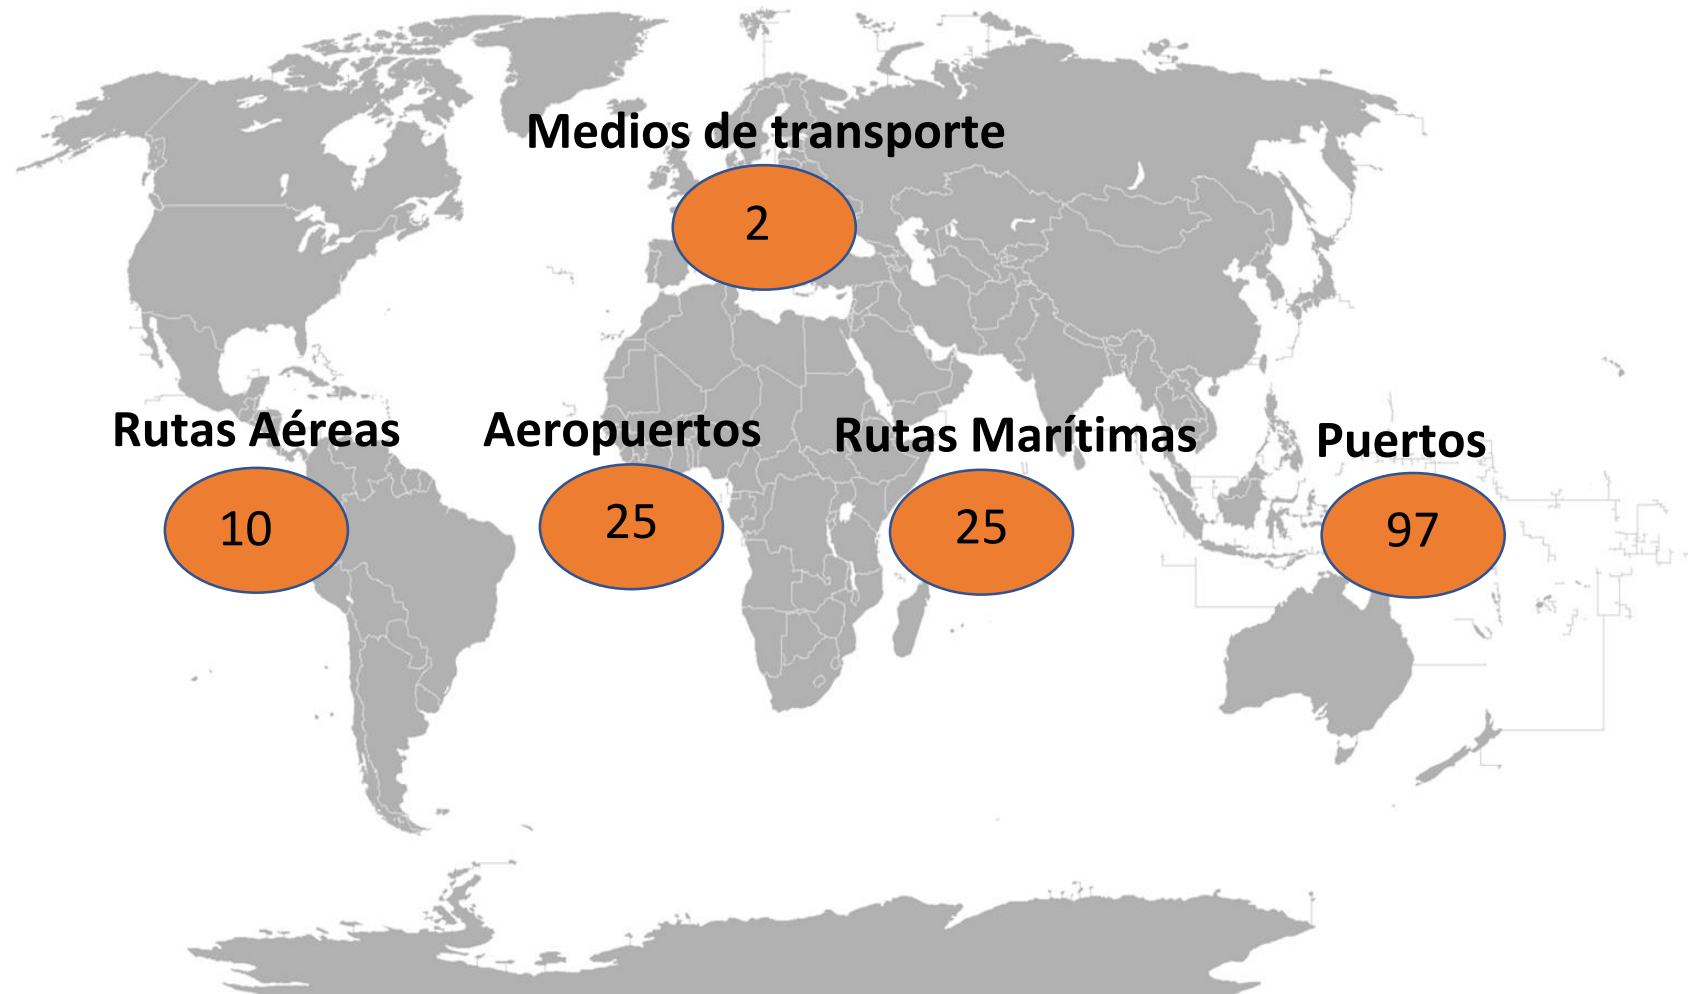 Medios de transporte
2
Rutas Aéreas
10
Aeropuertos
25
Rutas Marítimas
25
Puertos
97